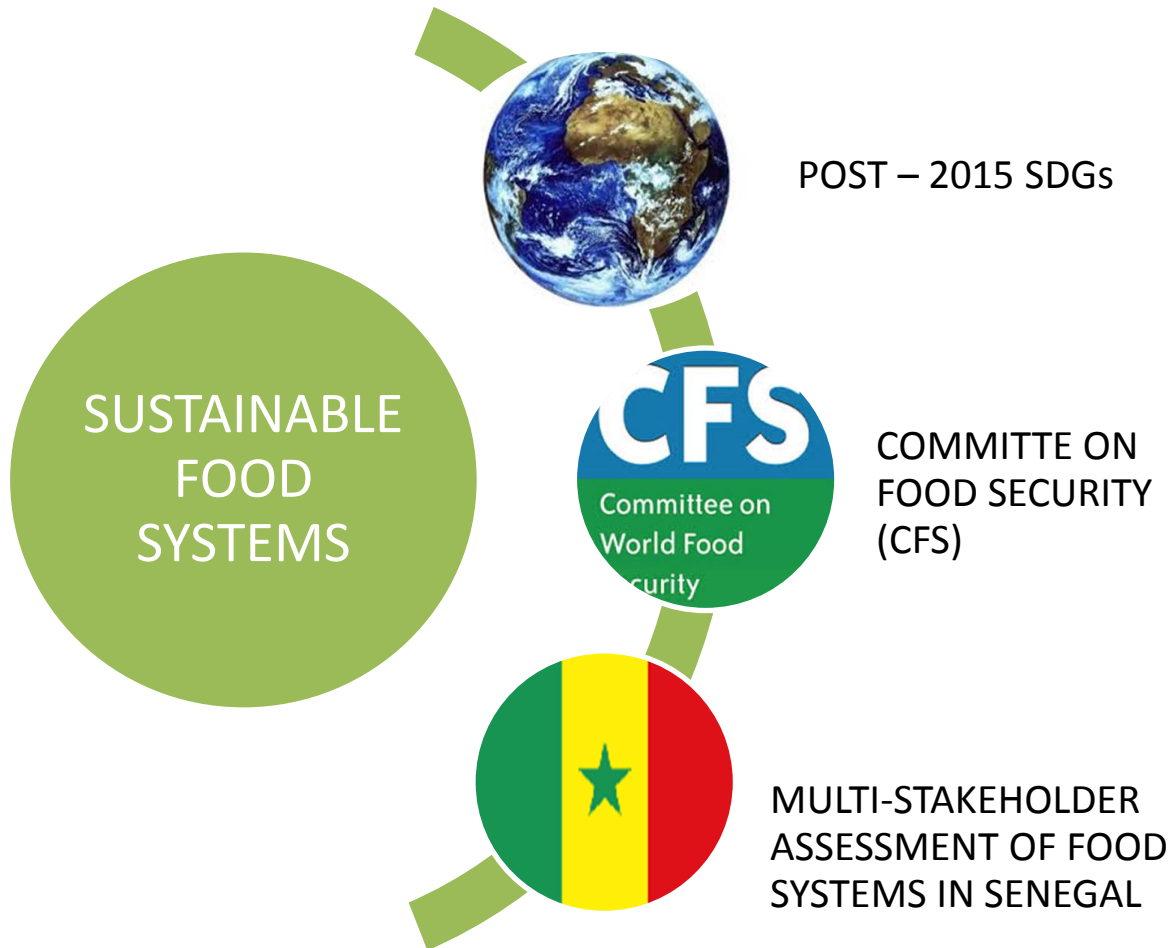 POST – 2015 SDGs
SUSTAINABLE
FOOD
SYSTEMS
CFS
Committee on
World Food
curity
COMMITTE ON
FOOD SECURITY
(CFS)
MULTI-STAKEHOLDER
ASSESSMENT OF FOOD
SYSTEMS IN SENEGAL